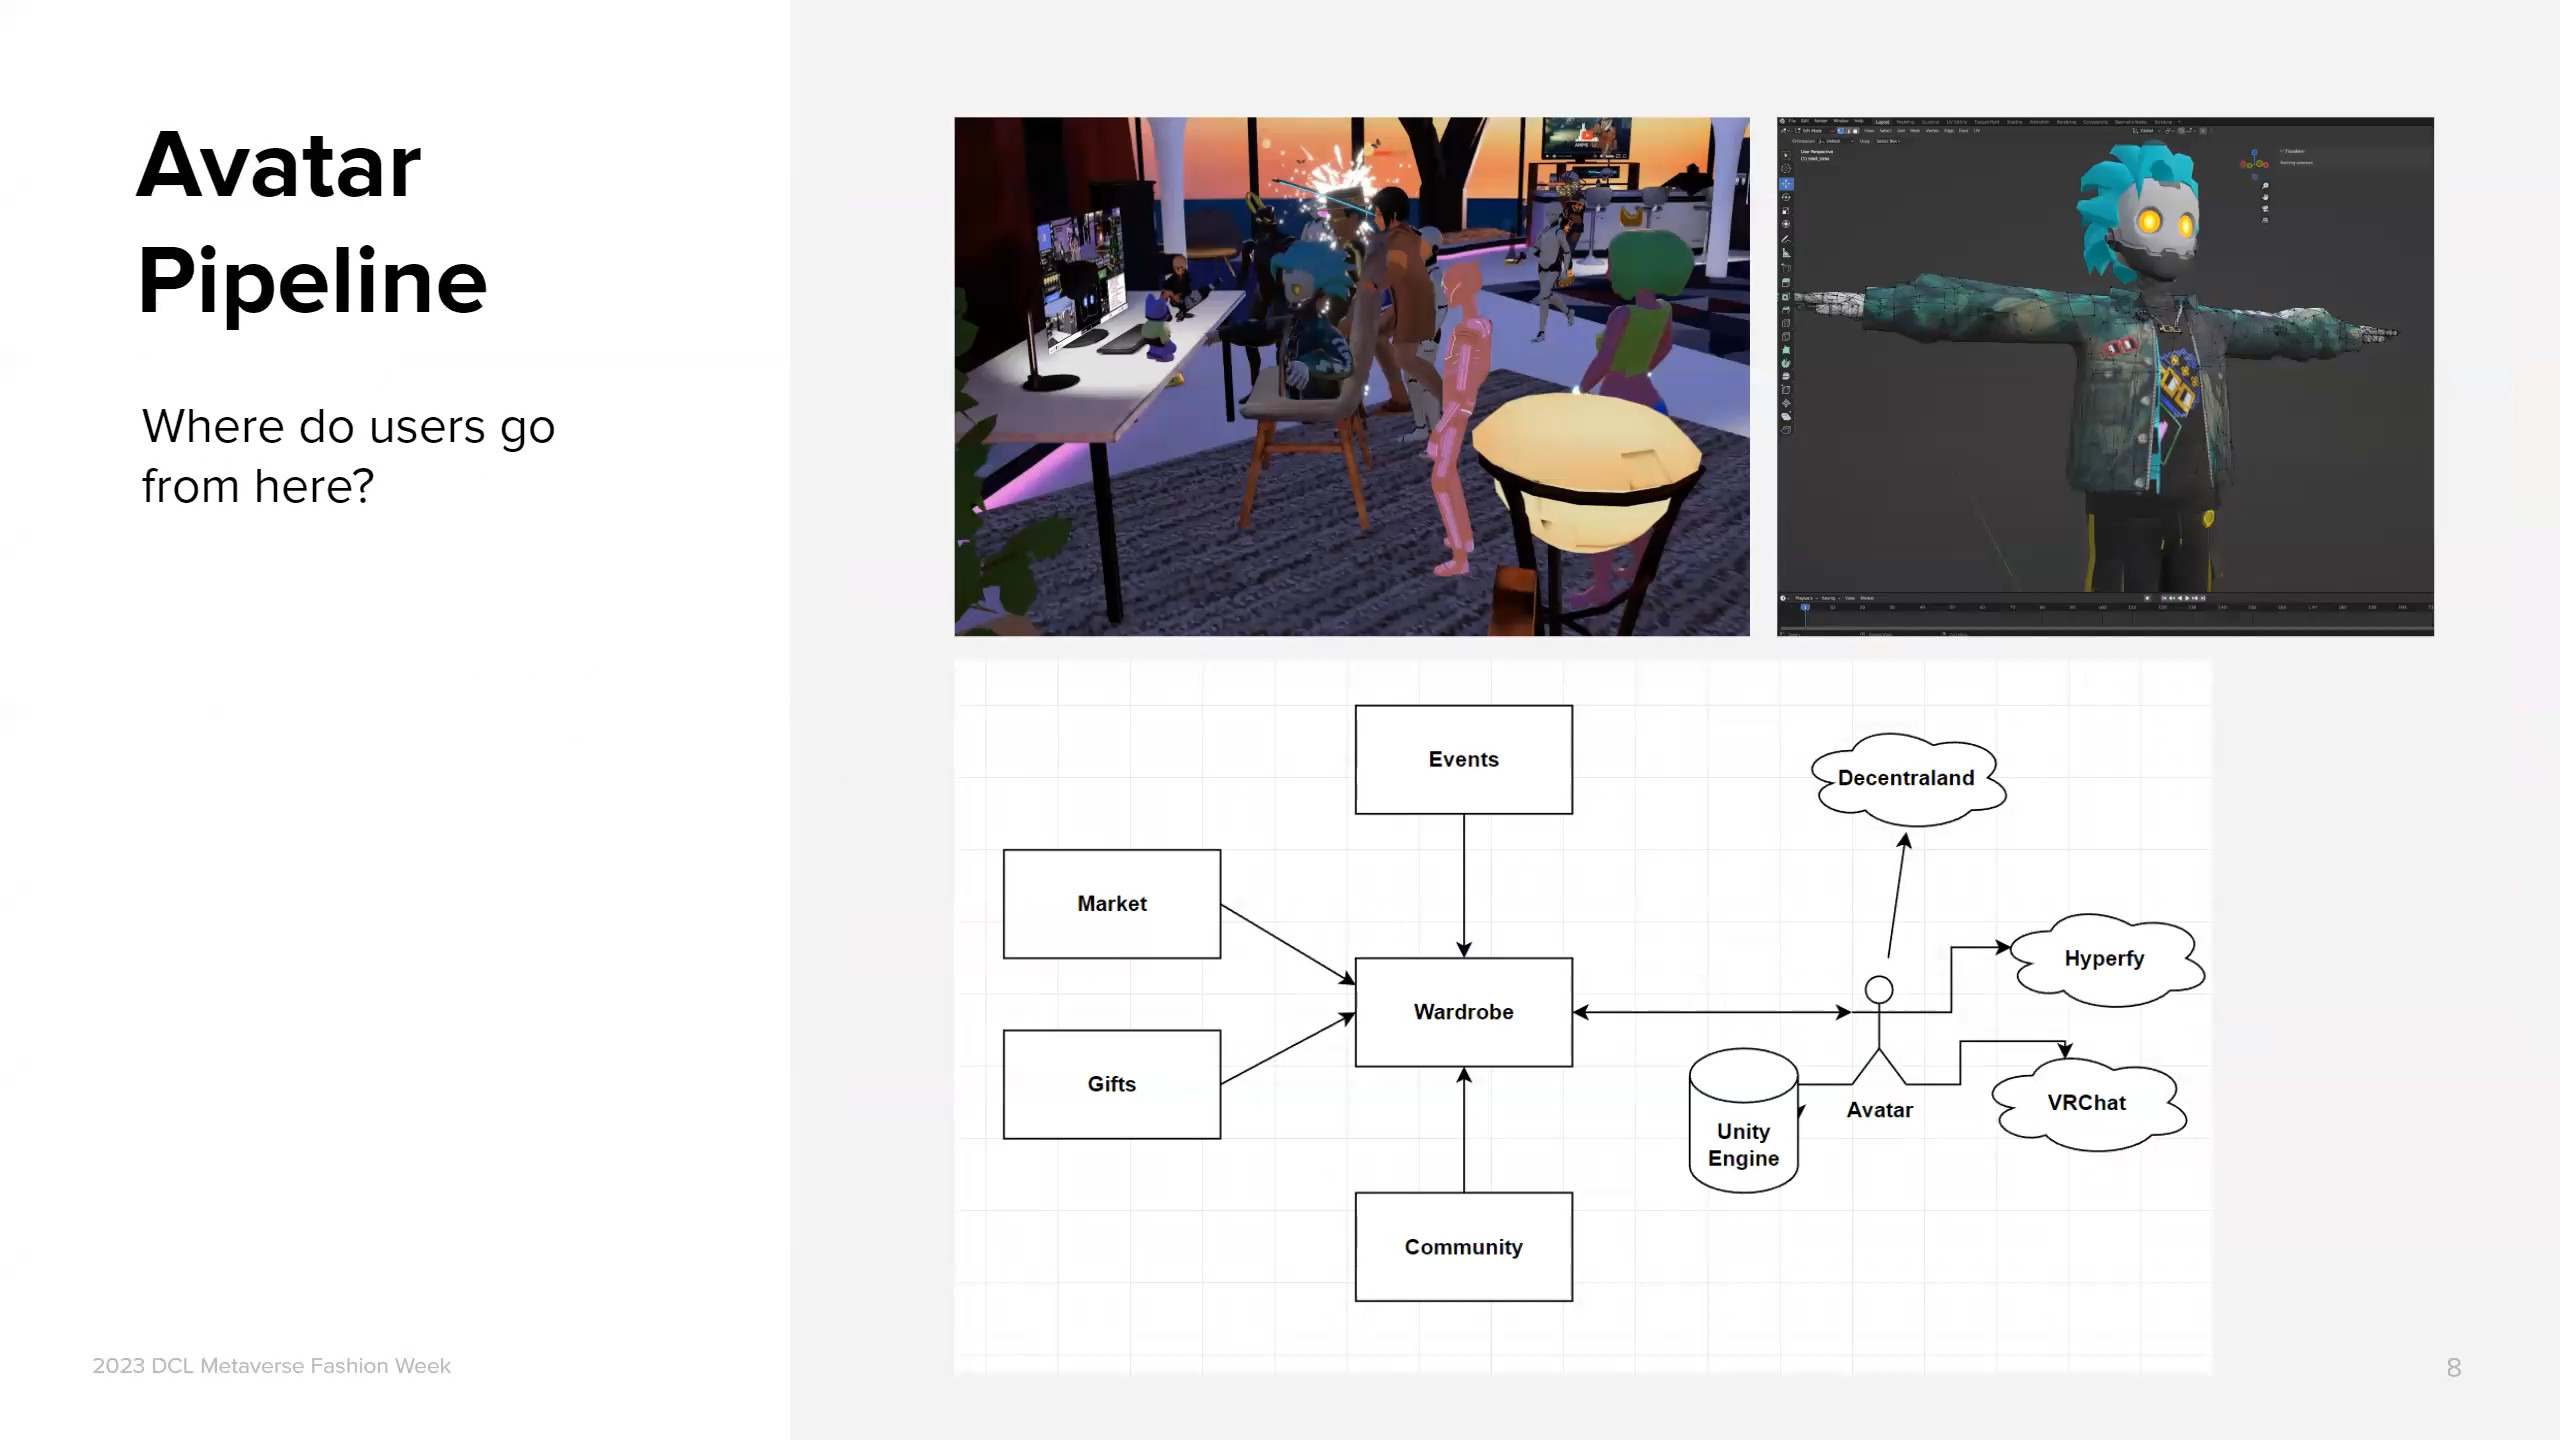 Avatar
Pipeline
Where do users go
from here?
Events
Decentraland
Market
Hyperfy
Wardrobe
Gifts
Avatar
VRChat
Unity
Engine
Community
2023 DCL Metaverse Fashion Week
8